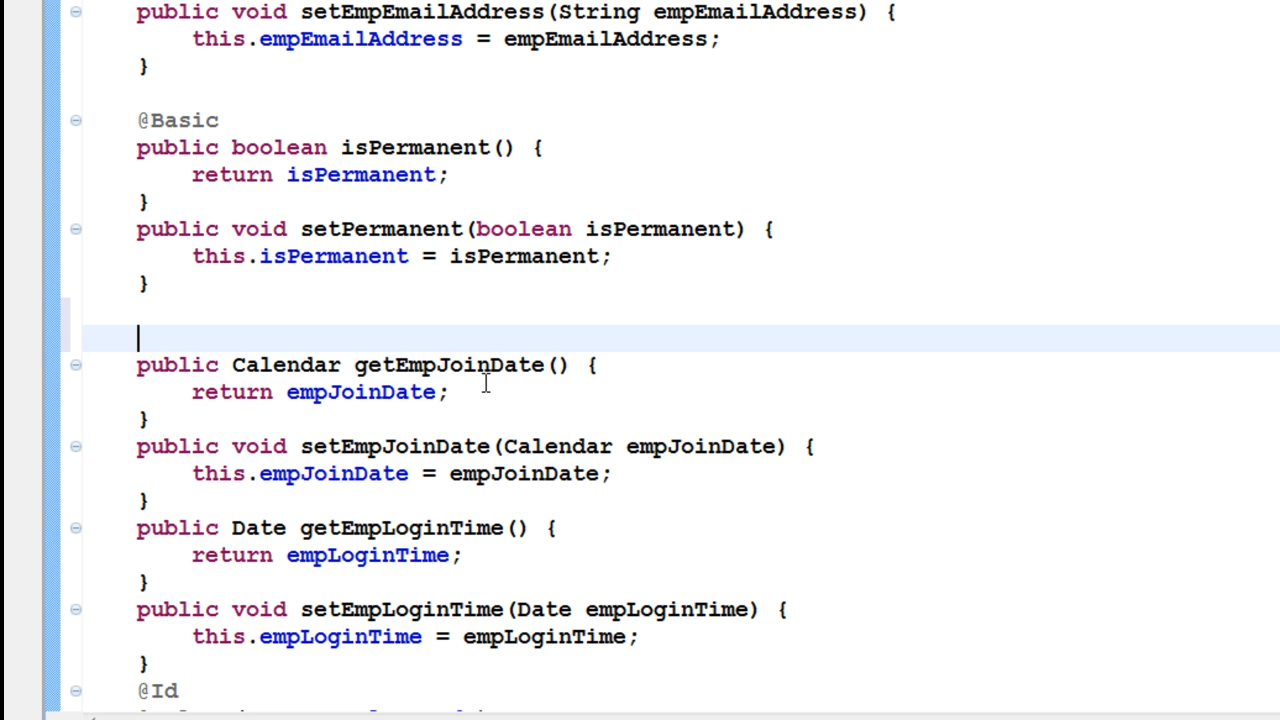 public void setEmpEmailAddress(String empEmailAddress) {
this.empEmailAddress = empEmailAddress;
}
@Basic
public boolean isPermanent() {
return isPermanent;
}
public void setPermanent(boolean isPermanent) {
this.isPermanent = isPermanent;
}
public Calendar getEmpJoinDate() {
return empJoinDate;
}
public void setEmpJoinDate(Calendar empJoinDate) {
this.empJoinDate = empJoinDate;
}
public Date getEmpLoginTime() {
return empLoginTime;
}
public void setEmpLoginTime(Date empLoginTime) {
this.empLoginTime = empLoginTime;
}
@Id